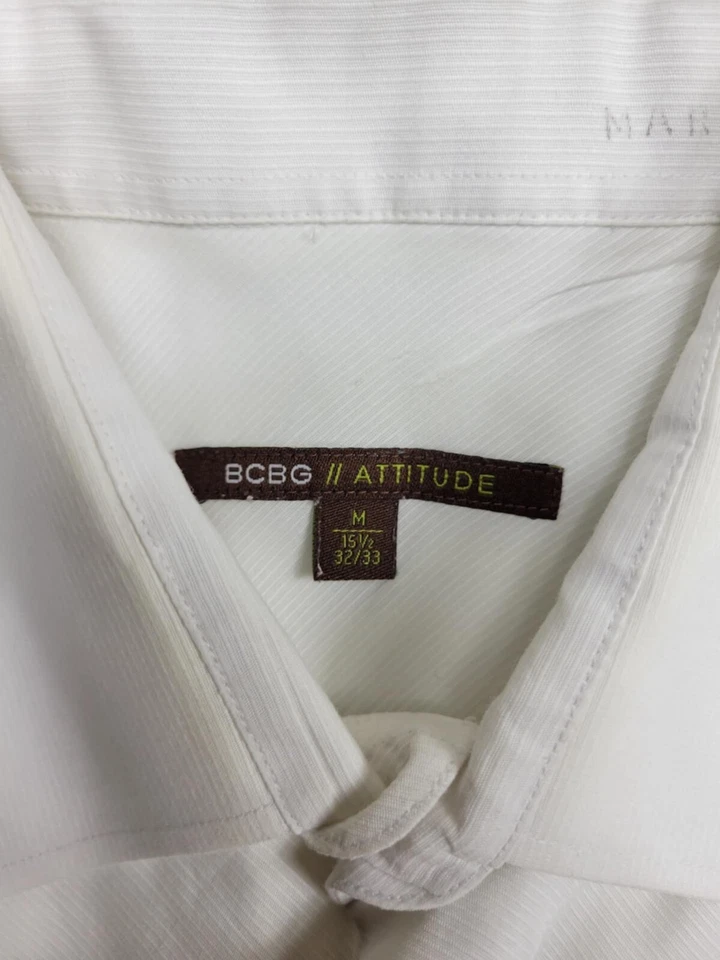 MAR
BCBG // ATTITUDE
M
15½
32/33